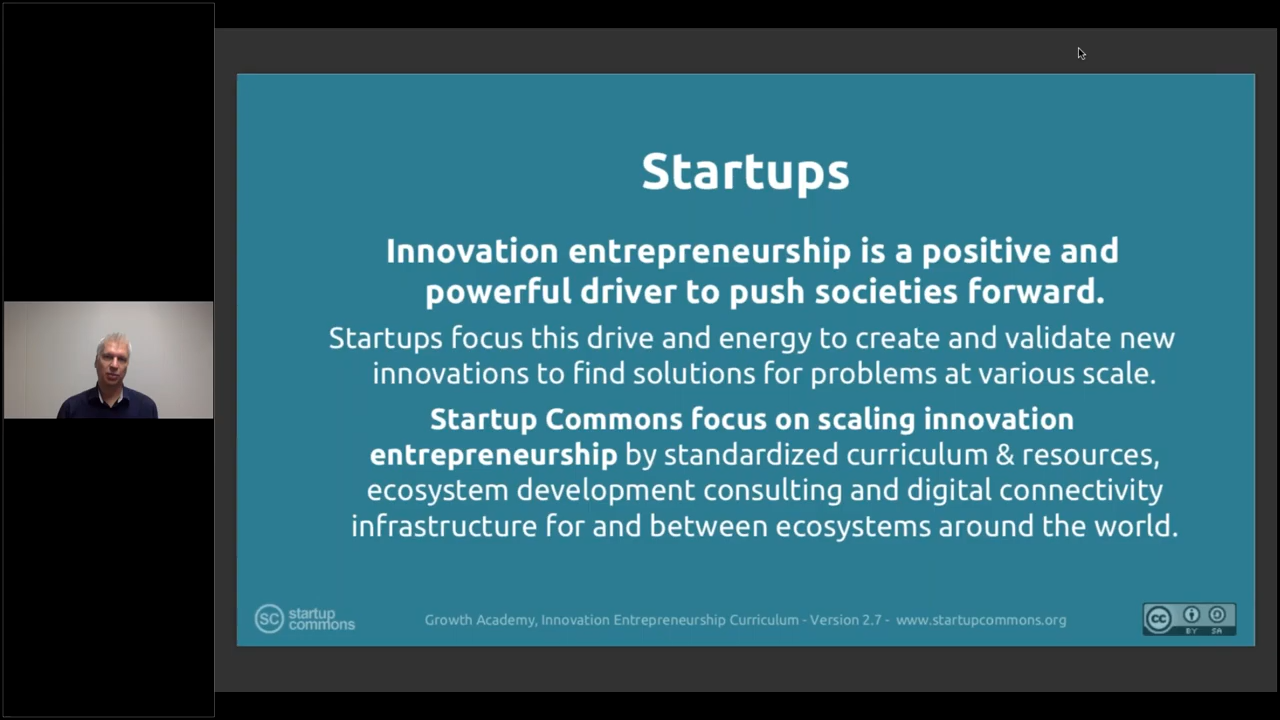 Startups
Innovation entrepreneurship is a positive and
powerful driver to push societies forward.
Startups focus this drive and energy to create and validate new
innovations to find solutions for problems at various scale.
Startup Commons focus on scaling innovation
entrepreneurship by standardized curriculum & resources,
ecosystem development consulting and digital connectivity
infrastructure for and between ecosystems around the world.
SC startup
commons
Growth Academy, Innovation Entrepreneurship Curriculum - Version 2.7 - www.startupcommons.org
cc
BY SA